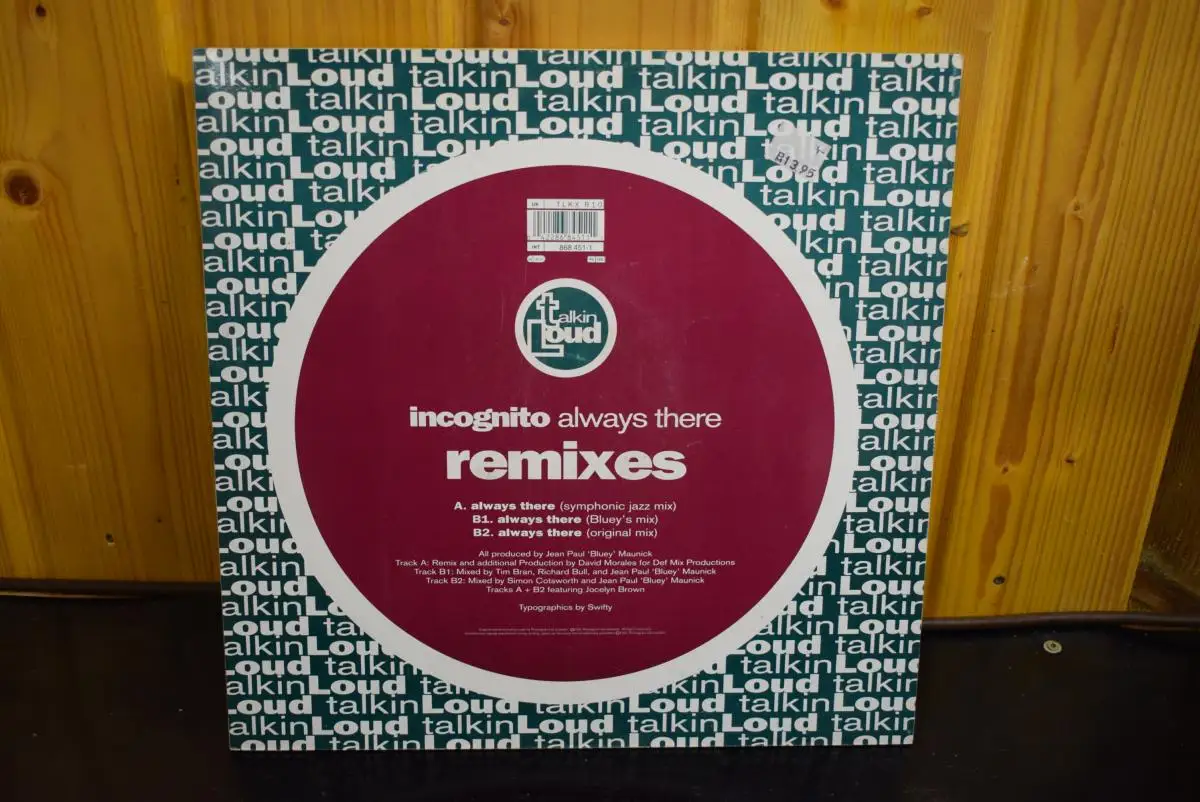 talkinLoud talkinLoud talkinLoud
UK TLKX R10
INT 868 451-1
B13.95
talkin
Loud
incognito always there
remixes
A. always there (symphonic jazz mix)
B1. always there (Bluey's mix)
B2. always there (original mix)
All produced by Jean Paul 'Bluey' Maunick
Track A: Remix and additional Production by David Morales for Def Mix Productions
Track B1: Mixed by Tim Bran, Richard Bull, and Jean Paul 'Bluey' Maunick
Track B2: Mixed by Simon Cotsworth and Jean Paul 'Bluey' Maunick
Tracks A + B2 featuring Jocelyn Brown
Typographics by Swifty